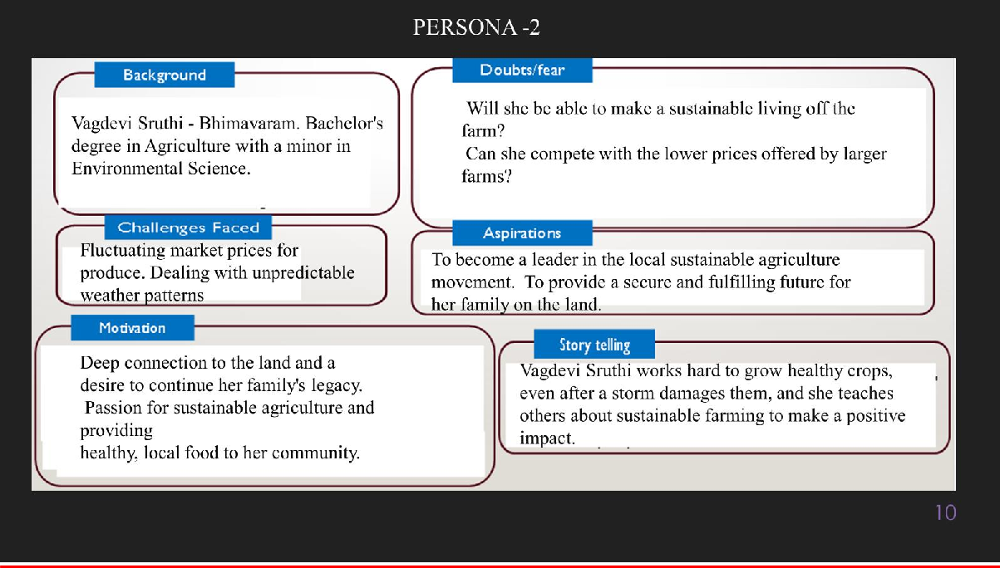 PERSONA -2
Background
Vagdevi Sruthi - Bhimavaram. Bachelor's
degree in Agriculture with a minor in
Environmental Science.
Doubts/fear
Will she be able to make a sustainable living off the
farm?
Can she compete with the lower prices offered by larger
farms?
Challenges Faced
Fluctuating market prices for
produce. Dealing with unpredictable
weather patterns
Aspirations
To become a leader in the local sustainable agriculture
movement. To provide a secure and fulfilling future for
her family on the land.
Motivation
Deep connection to the land and a
desire to continue her family's legacy.
Passion for sustainable agriculture and
providing
healthy, local food to her community.
Story telling
Vagdevi Sruthi works hard to grow healthy crops,
even after a storm damages them, and she teaches
others about sustainable farming to make a positive
impact.
10